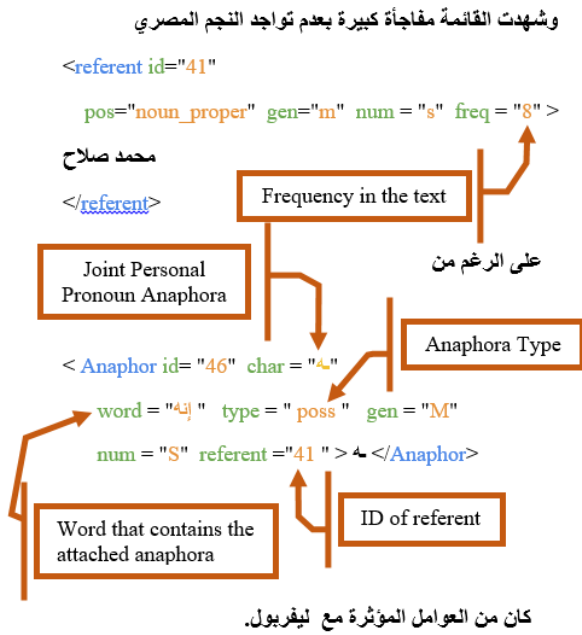 وشهدت القائمة مفاجأة كبيرة بعدم تواجد النجم المصري
<referent id="41"
pos="noun_proper" gen="m" num = "s" freq = "8" >
محمد صلاح
</referent>
Frequency in the text
على الرغم من
Joint Personal
Pronoun Anaphora
Anaphora Type
< Anaphor id= "46" char = "ـه"
word = "إنه" type = " poss " gen = "M"
num = "S" referent ="41 " > ـه </Anaphor>
Word that contains the
attached anaphora
ID of referent
كان من العوامل المؤثرة مع ليفربول.